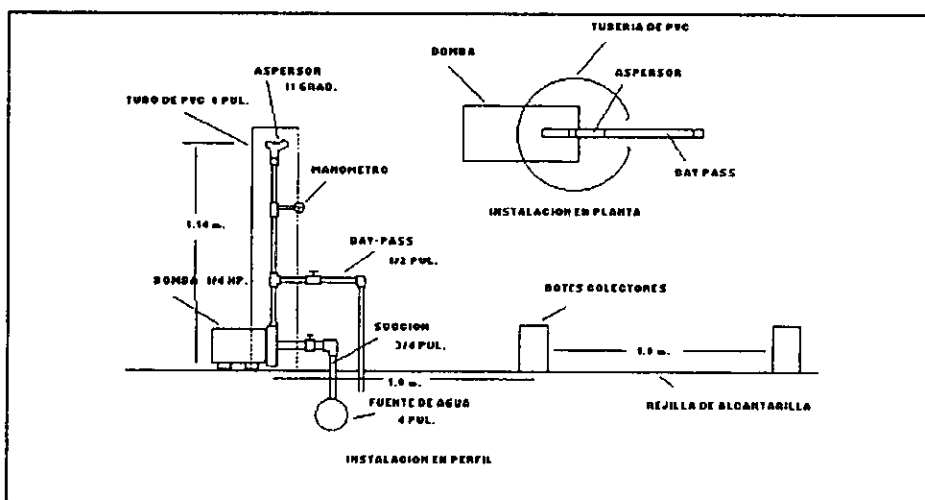 TUBERIA DE PVC
BOMBA
ASPERSOR
BAY PASS
INSTALACION EN PLANTA
ASPERSOR
11 GRAD.
TUBO DE PVC 8 PUL.
MANOMETRO
1.14 m.
BAY-PASS
1/2 PUL.
BOMBA 1/4 HP.
SUCCION
3/4 PUL.
BOTES COLECTORES
1.0 m.
1.0 m.
FUENTE DE AGUA
4 PUL.
REJILLA DE ALCANTARILLA
INSTALACION EN PERFIL